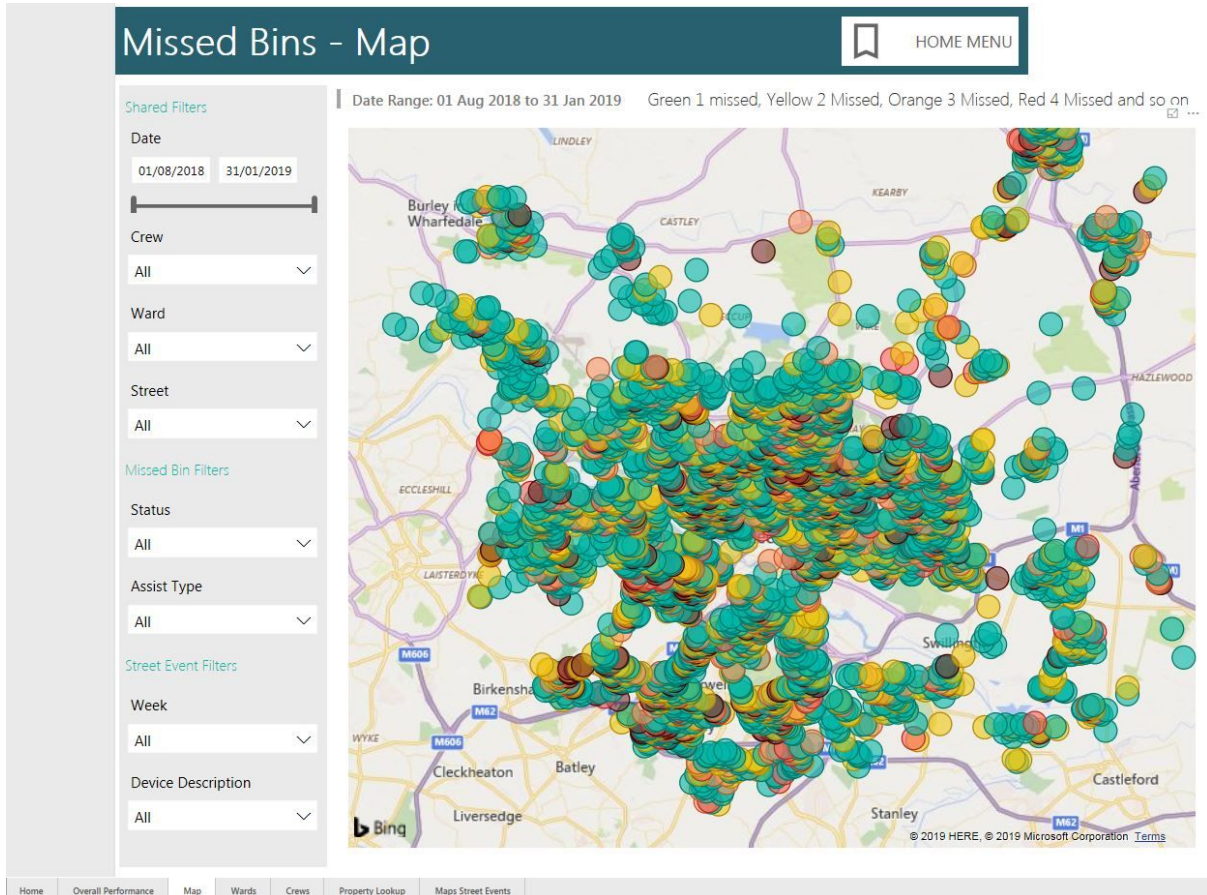 Missed Bins - Map
HOME MENU
Shared Filters
Date
01/08/2018 31/01/2019
Crew
All
Ward
All
Street
All
Missed Bin Filters
Status
All
Assist Type
All
Street Event Filters
Week
All
Device Description
All
Date Range: 01 Aug 2018 to 31 Jan 2019 Green 1 missed, Yellow 2 Missed, Orange 3 Missed, Red 4 Missed and so on
LINDLEY
KEARBY
Burley
Wharfedale
CASTLEY
ECCUP
WIKE
HAZLEWOOD
ECCLESHILL
M1
LAISTERDYKE
M606
Birkensha
M62
WYKE
M606
Cleckheaton
Batley
Castleford
Liversedge
Stanley
M62
Bing
© 2019 HERE, © 2019 Microsoft Corporation Terms
Home Overall Performance Map Wards Crews Property Lookup Maps Street Events